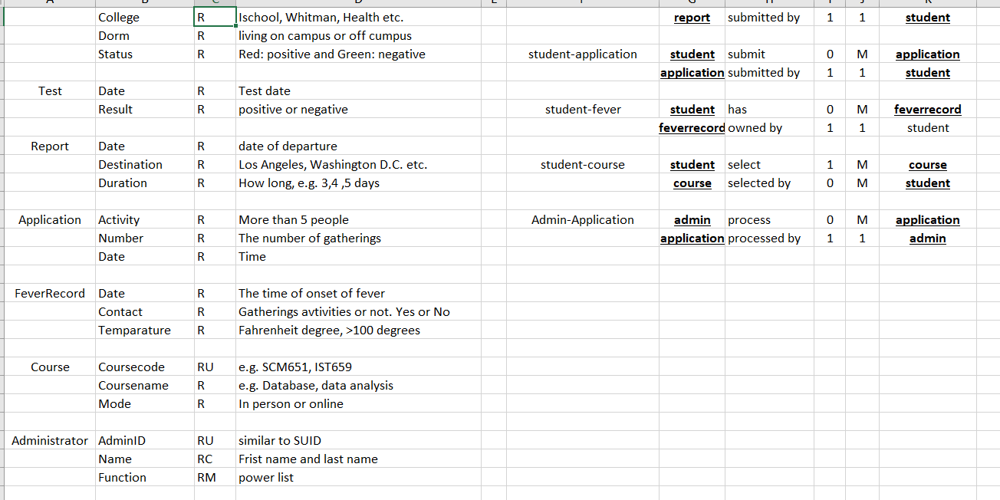 College R Ischool, Whitman, Health etc. report submitted by 1 1 student
Dorm R living on campus or off cumpus
Status R Red: positive and Green: negative student-application student submit 0 M application
application submitted by 1 1 student
Test Date R Test date
Result R positive or negative student-fever student has 0 M feverrecord
feverrecord owned by 1 1 student
Report Date R date of departure
Destination R Los Angeles, Washington D.C. etc. student-course student select 1 M course
Duration R How long, e.g. 3,4 ,5 days course selected by 0 M student
Application Activity R More than 5 people Admin-Application admin process 0 M application
Number R The number of gatherings application processed by 1 1 admin
Date R Time
FeverRecord Date R The time of onset of fever
Contact R Gatherings avtivities or not. Yes or No
Temparature R Fahrenheit degree, >100 degrees
Course Coursecode RU e.g. SCM651, IST659
Coursename R e.g. Database, data analysis
Mode R In person or online
Administrator AdminID RU similar to SUID
Name RC Frist name and last name
Function RM power list